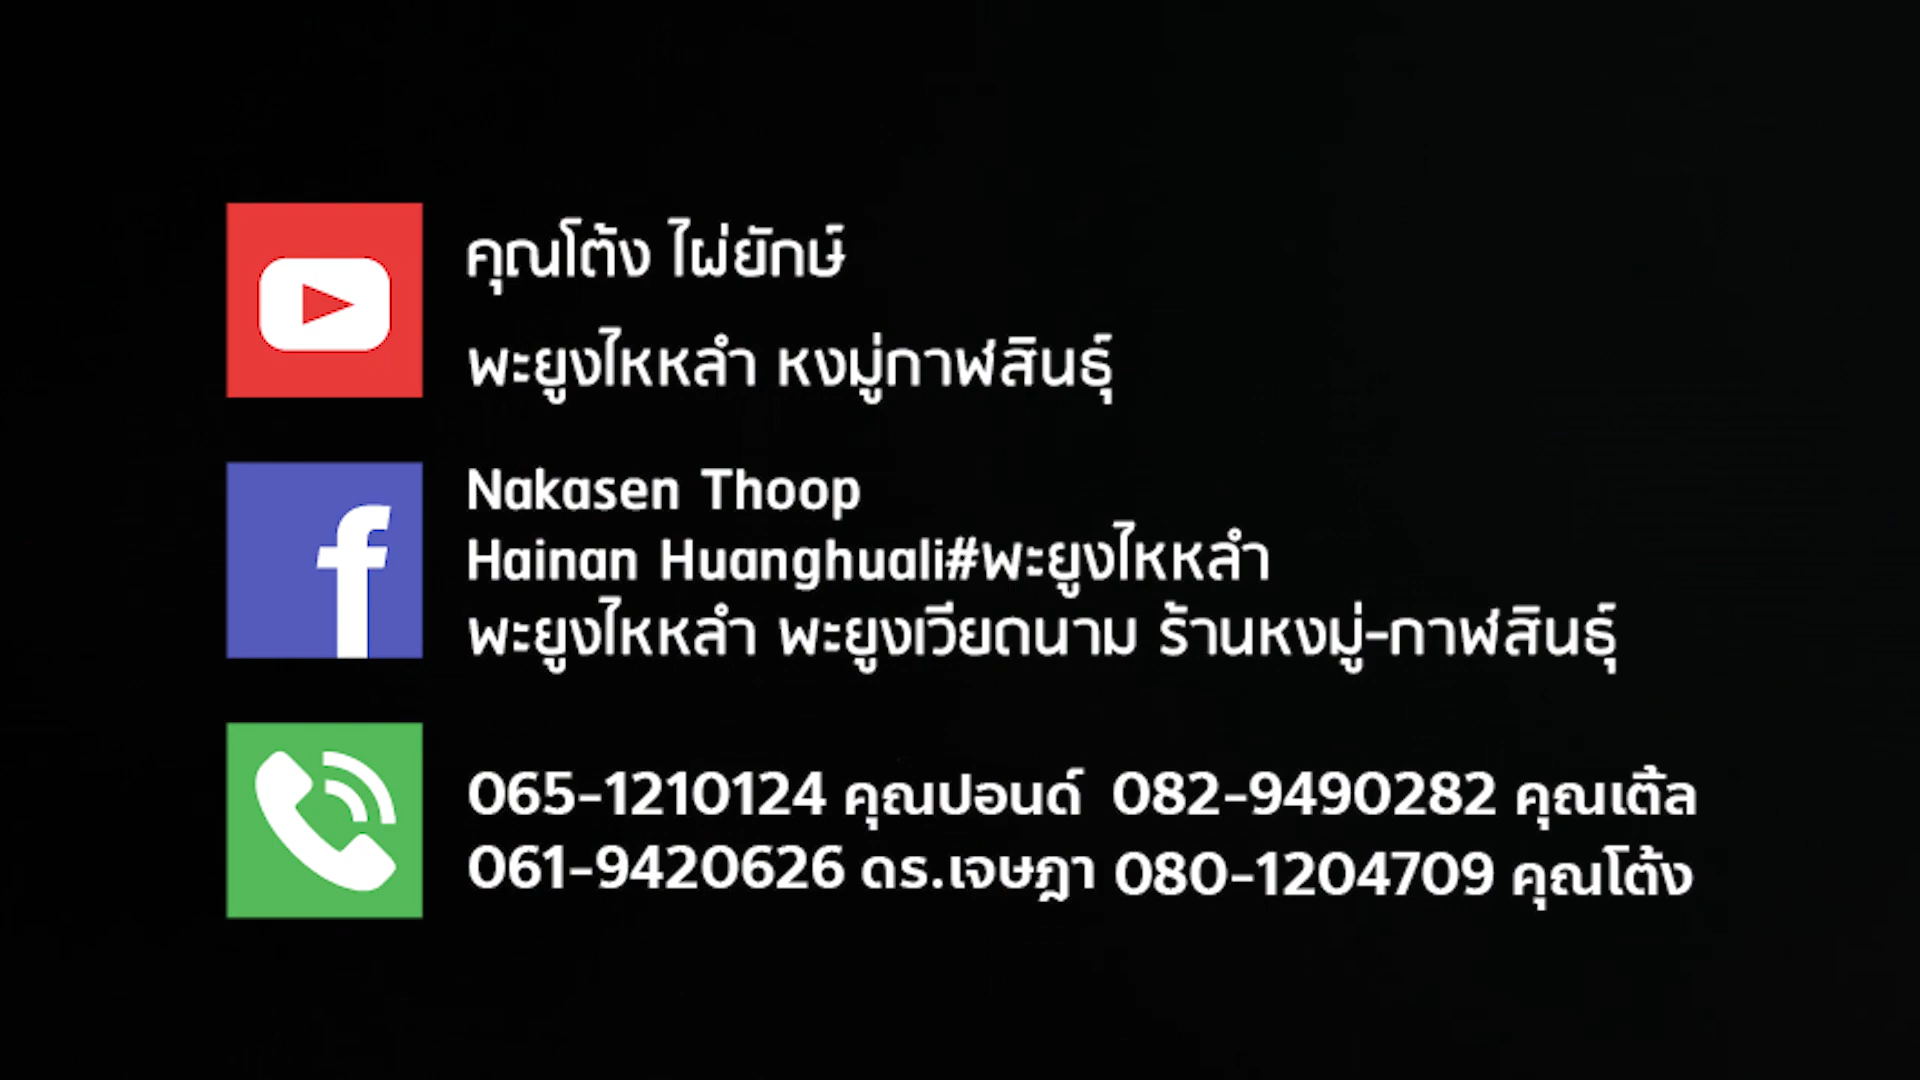 คุณโต้ง ไผ่ยักษ์
พะยูงไหหลำ หงมู่กาฬสินธุ์
Nakasen Thoop
Hainan Huanghuali#พะยูงไหหลำ
พะยูงไหหลำ พะยูงเวียดนาม ร้านหงมู่-กาฬสินธุ์
065-1210124 คุณปอนด์ 082-9490282 คุณเติ้ล
061-9420626 ดร.เจษฎา 080-1204709 คุณโต้ง